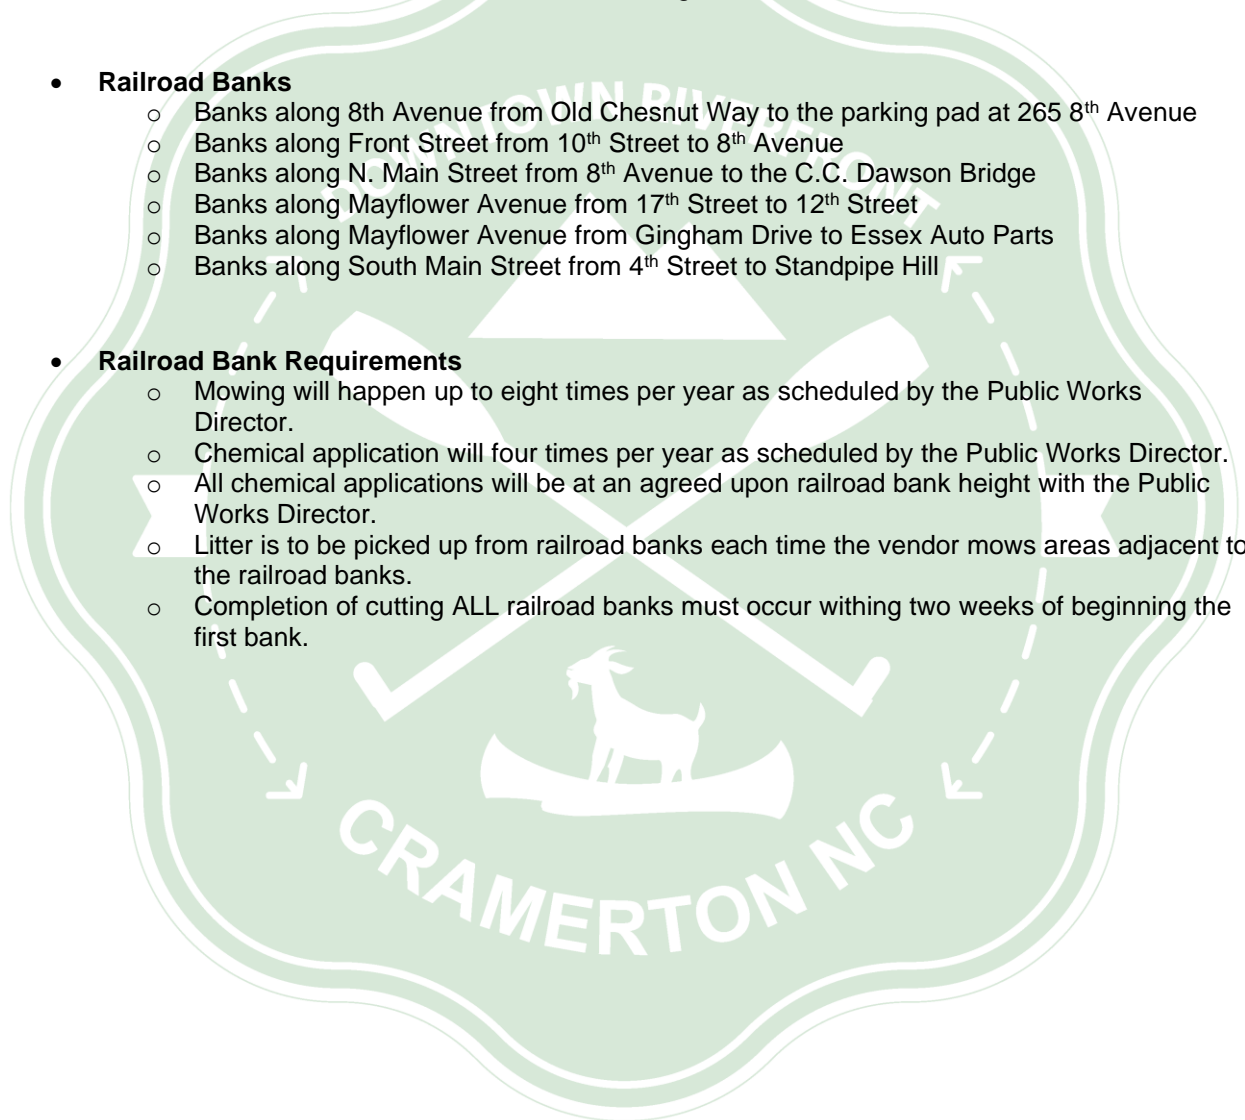 • Railroad Banks
o Banks along 8th Avenue from Old Chesnut Way to the parking pad at 265 8th Avenue
o Banks along Front Street from 10th Street to 8th Avenue
o Banks along N. Main Street from 8th Avenue to the C.C. Dawson Bridge
o Banks along Mayflower Avenue from 17th Street to 12th Street
o Banks along Mayflower Avenue from Gingham Drive to Essex Auto Parts
o Banks along South Main Street from 4th Street to Standpipe Hill
• Railroad Bank Requirements
o Mowing will happen up to eight times per year as scheduled by the Public Works
Director.
o Chemical application will four times per year as scheduled by the Public Works Director.
o All chemical applications will be at an agreed upon railroad bank height with the Public
Works Director.
o Litter is to be picked up from railroad banks each time the vendor mows areas adjacent to
the railroad banks.
o Completion of cutting ALL railroad banks must occur withing two weeks of beginning the
first bank.
DOWNTOWN RIVERFRONT
CRAMERTON NC